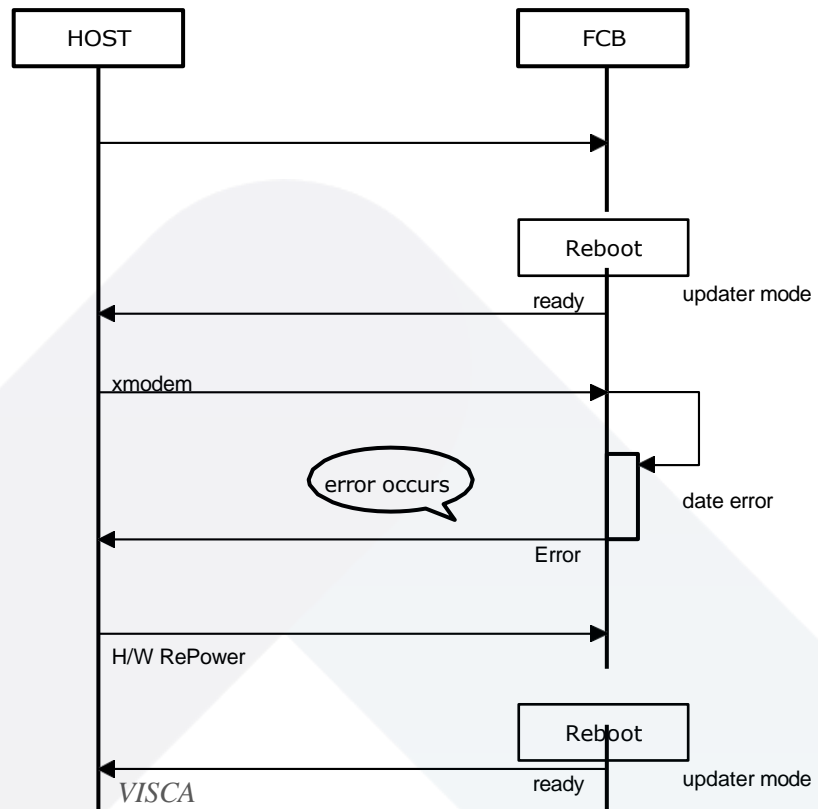 HOST
FCB
Reboot
ready
updater mode
xmodem
error occurs
date error
Error
H/W RePower
Reboot
ready
updater mode
VISCA